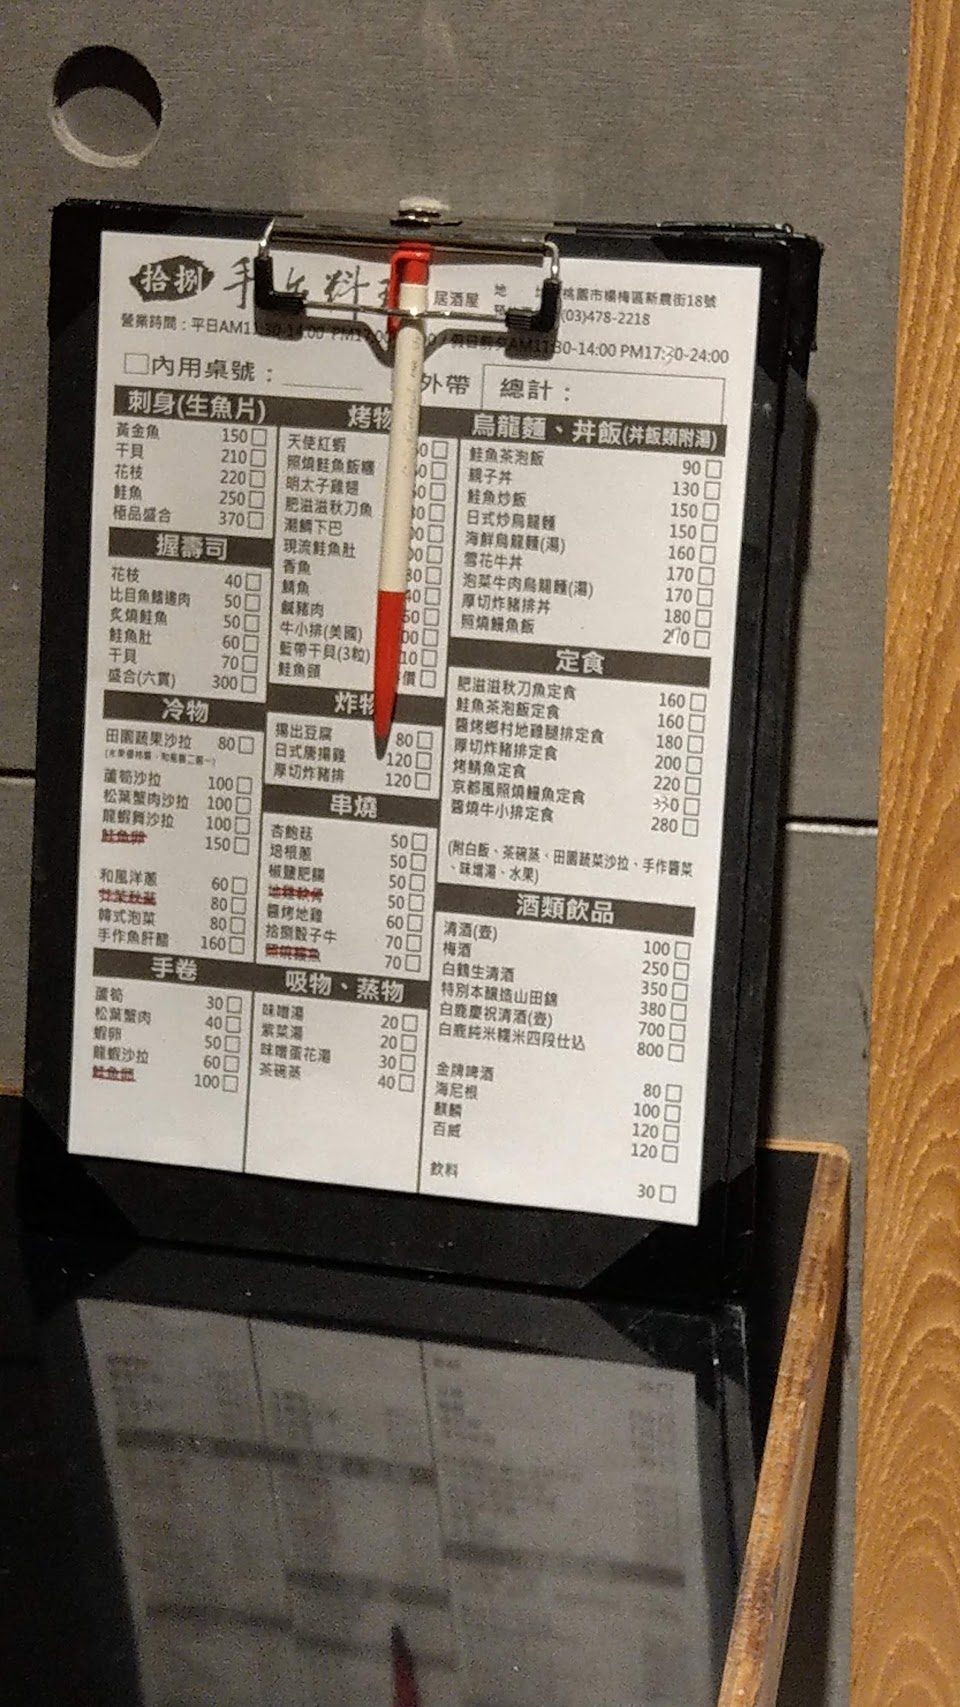 拾捌 手作料理 居酒屋
桃園市楊梅區新農街18號
(03)478-2218
營業時間：平日AM11:30-14:00 PM17:00 AM11:30-14:00 PM17:30-24:00
□內用桌號：
外帶
總計：
刺身(生魚片)
黃金魚 150□
干貝 210□
花枝 220□
鮭魚 250□
極品盛合 370□
握壽司
花枝 40□
比目魚鰭邊肉 50□
炙燒鮭魚 50□
鮭魚肚 60□
干貝 70□
盛合(六貫) 300□
冷物
田園蔬果沙拉 80□
蘆筍沙拉 100□
松葉蟹肉沙拉 100□
龍蝦舞沙拉 100□
鮭魚卵 150□
和風洋蔥 60□
80□
韓式泡菜 80□
手作魚肝醋 160□
手卷
蘆筍 30□
松葉蟹肉 40□
蝦卵 50□
龍蝦沙拉 60□
100□
烤物
天使紅蝦
照燒鮭魚飯糰
明太子雞翅
肥滋滋秋刀魚
潮鯛下巴
現流鮭魚肚
香魚
鯖魚
鹹豬肉
牛小排(美國)
藍帶干貝(3粒)
鮭魚頭
炸物
揚出豆腐 80□
日式唐揚雞 120□
厚切炸豬排 120□
串燒
杏鮑菇 50□
培根蔥 50□
椒鹽肥腸 50□
地雞軟骨 50□
醬烤地雞 60□
拾捌骰子牛 70□
照燒鰻魚 70□
吸物、蒸物
味噌湯 20□
紫菜湯 20□
味噌蛋花湯 30□
茶碗蒸 40□
烏龍麵、丼飯(丼飯類附湯)
鮭魚茶泡飯 90□
親子丼 130□
鮭魚炒飯 150□
日式炒烏龍麵 150□
海鮮烏龍麵(湯) 160□
雪花牛丼 170□
泡菜牛肉烏龍麵(湯) 170□
厚切炸豬排丼 180□
照燒鰻魚飯 270□
定食
肥滋滋秋刀魚定食 160□
鮭魚茶泡飯定食 160□
醬烤鄉村地雞腿排定食 180□
厚切炸豬排定食 200□
烤鯖魚定食 220□
京都風照燒鰻魚定食 330□
醬燒牛小排定食 280□
(附白飯、茶碗蒸、田園蔬菜沙拉、手作醬菜
、味增湯、水果)
酒類飲品
清酒(壹) 100□
梅酒 250□
白鶴生清酒 350□
特別本釀造山田錦 380□
白鹿慶祝清酒(壹) 700□
白鹿純米糯米四段仕込 800□
金牌啤酒 80□
海尼根 100□
麒麟 120□
百威 120□
飲料 30□